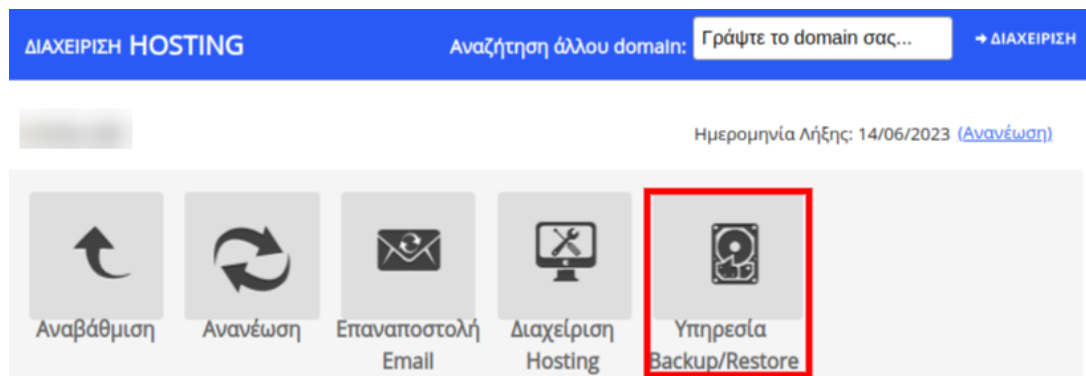 ΔΙΑΧΕΙΡΙΣΗ HOSTING
Αναζήτηση άλλου domain: Γράψτε το domain σας... ➔ ΔΙΑΧΕΙΡΙΣΗ
Ημερομηνία Λήξης: 14/06/2023 (Ανανέωση)
Αναβάθμιση
Ανανέωση
Επαναποστολή
Email
Διαχείριση
Hosting
Υπηρεσία
Backup/Restore